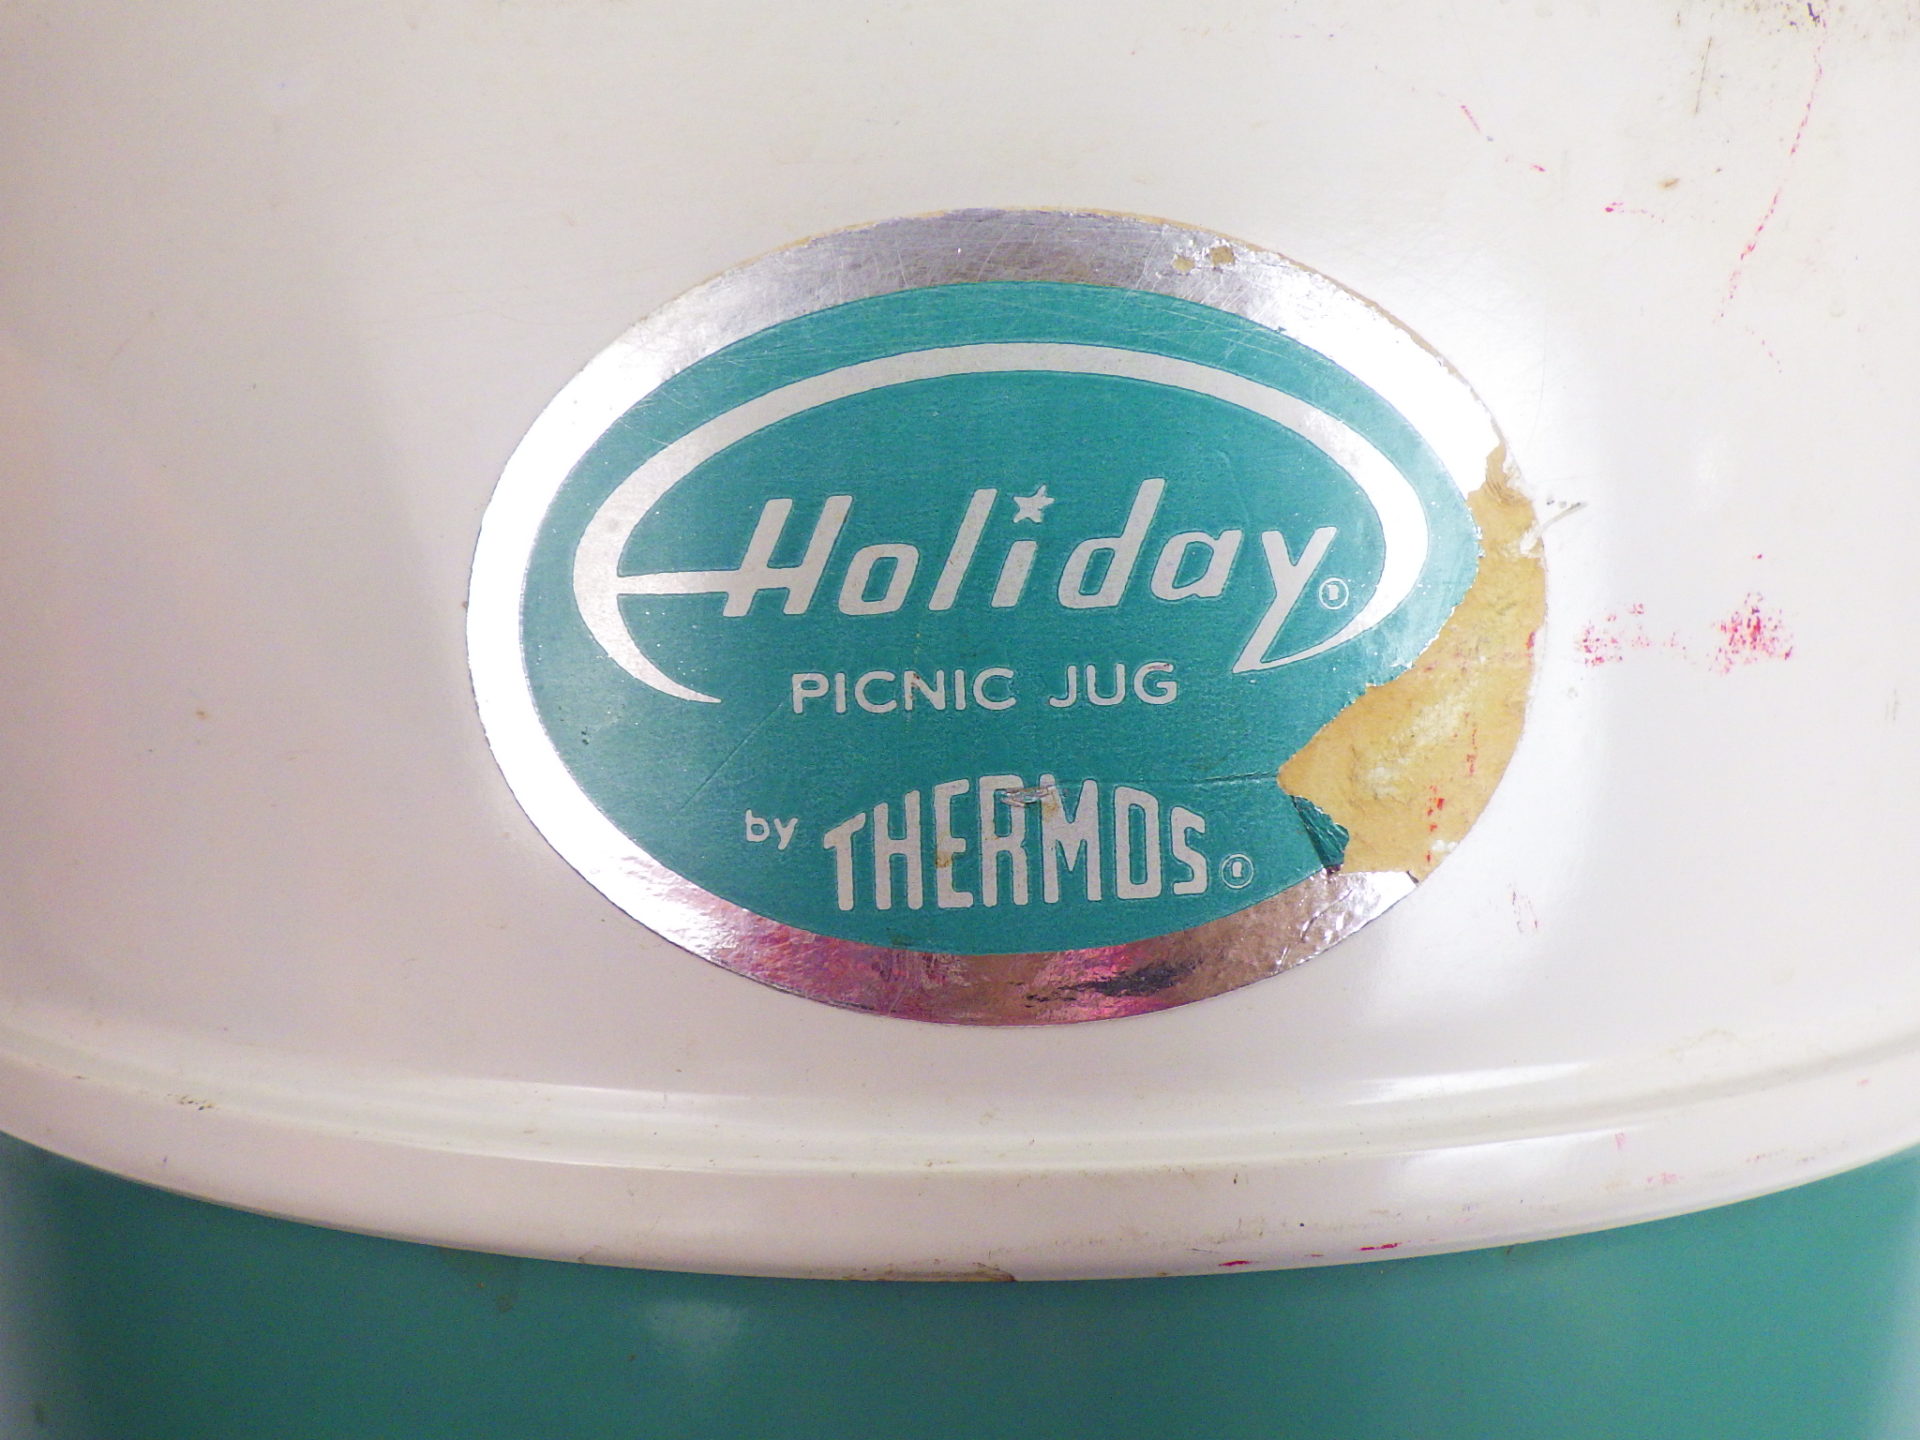 Holiday®
PICNIC JUG
by THERMOS®